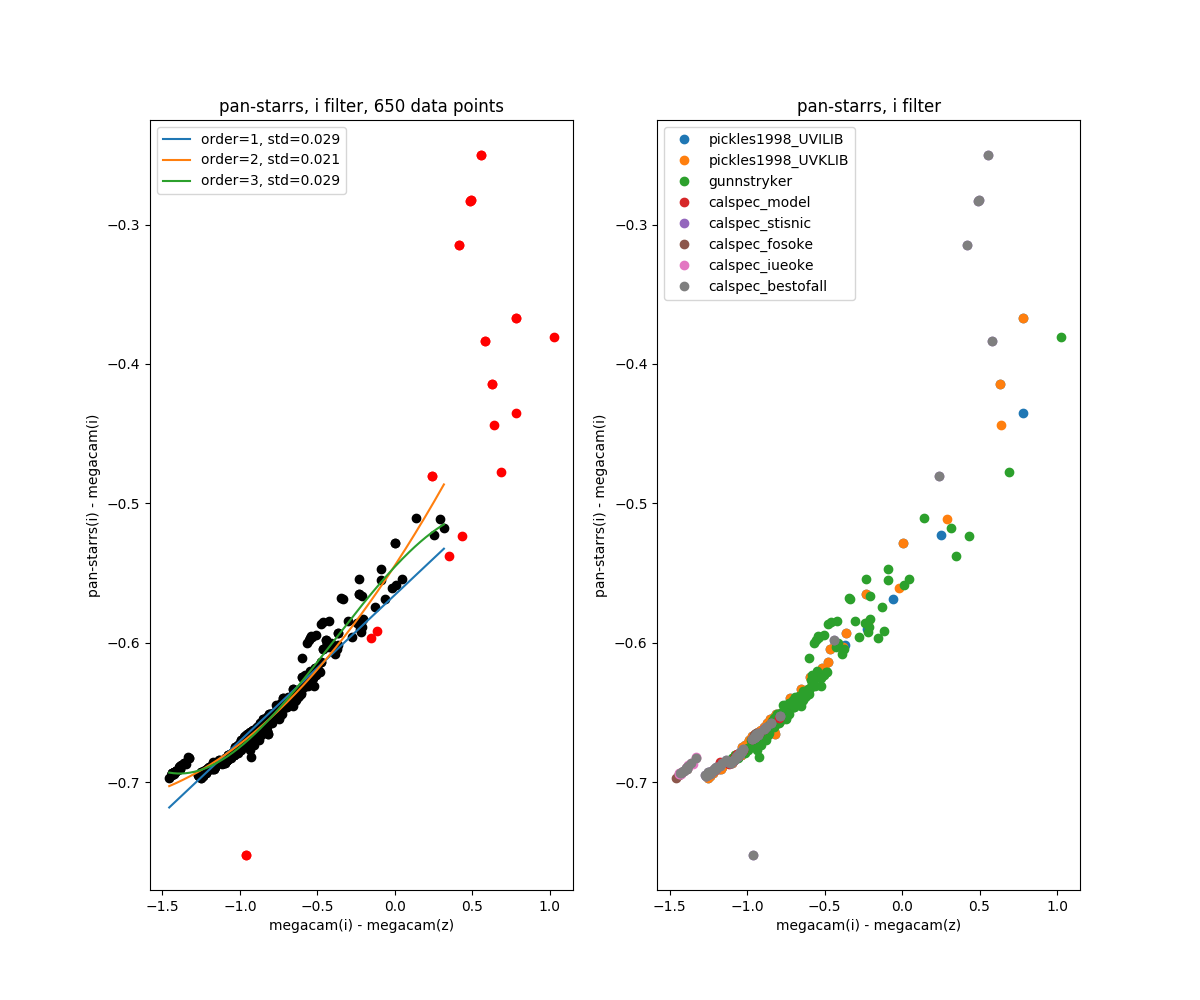 pan-starrs, i filter, 650 data points
order=1, std=0.029
order=2, std=0.021
order=3, std=0.029
−0.3
−0.4
−0.5
−0.6
−0.7
pan-starrs(i) - megacam(i)
−1.5 −1.0 −0.5 0.0 0.5 1.0
megacam(i) - megacam(z)
pan-starrs, i filter
pickles1998_UVILIB
pickles1998_UVKLIB
gunnstryker
calspec_model
calspec_stisnic
calspec_fosoke
calspec_iueoke
calspec_bestofall
−0.3
−0.4
−0.5
−0.6
−0.7
pan-starrs(i) - megacam(i)
−1.5 −1.0 −0.5 0.0 0.5 1.0
megacam(i) - megacam(z)